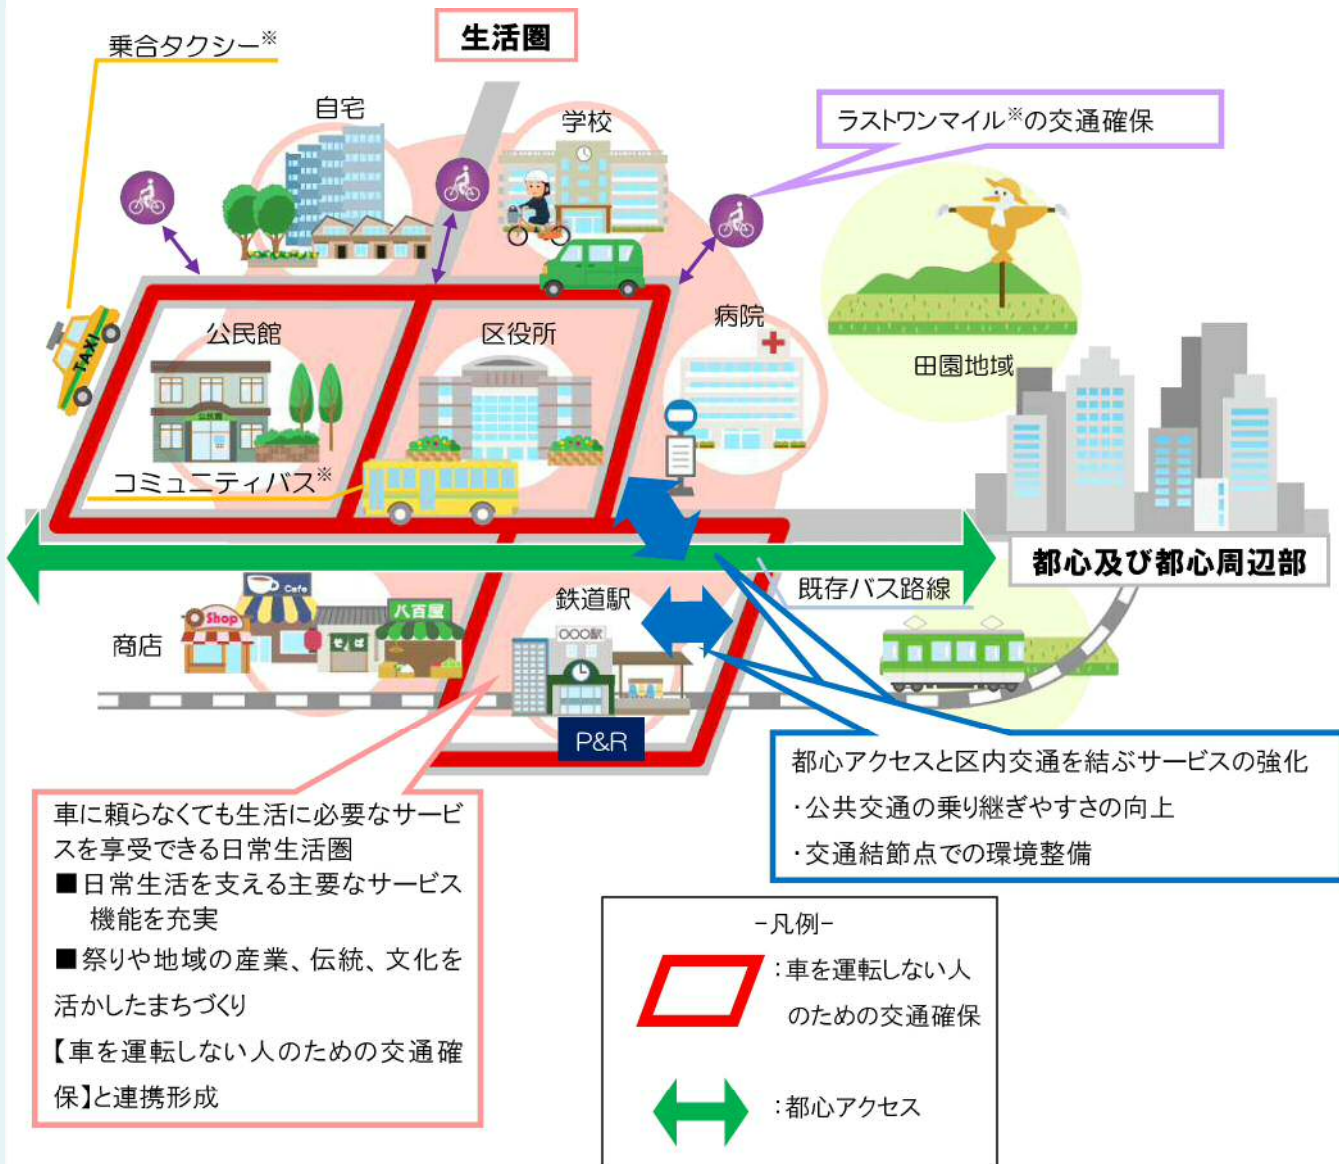 生活圏
乗合タクシー※
自宅
学校
ラストワンマイル※の交通確保
TAXI
公民館
区役所
病院
田園地域
公民館
コミュニティバス※
都心及び都心周辺部
既存バス路線
鉄道駅
Cafe
Shop
そば
八百屋
商店
○○○駅
P&R
都心アクセスと区内交通を結ぶサービスの強化
・公共交通の乗り継ぎやすさの向上
・交通結節点での環境整備
車に頼らなくても生活に必要なサービ
スを享受できる日常生活圏
■日常生活を支える主要なサービス
機能を充実
■祭りや地域の産業、伝統、文化を
活かしたまちづくり
【車を運転しない人のための交通確
保】と連携形成
−凡例−
：車を運転しない人
のための交通確保
：都心アクセス